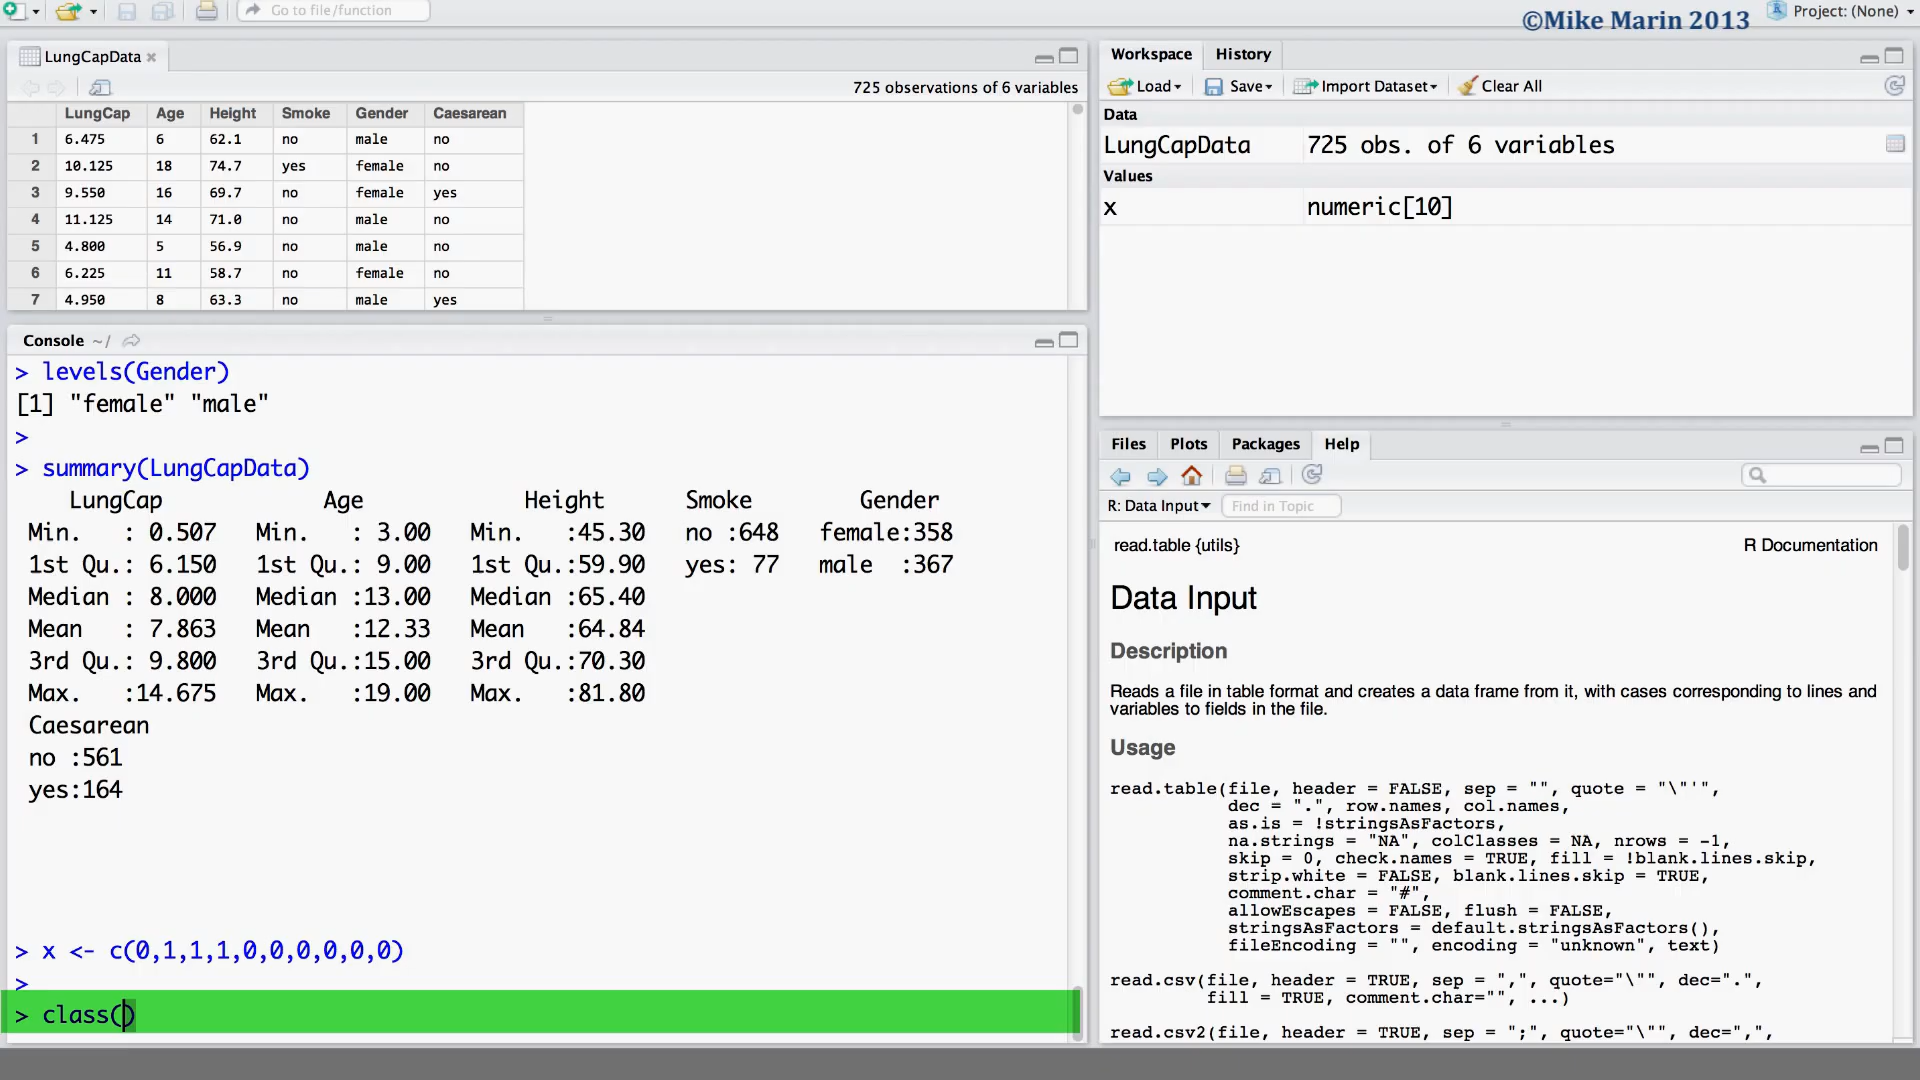 Go to file/function
©Mike Marin 2013
Project: (None)
LungCapData
725 observations of 6 variables
LungCap Age Height Smoke Gender Caesarean
1 6.475 6 62.1 no male no
2 10.125 18 74.7 yes female no
3 9.550 16 69.7 no female yes
4 11.125 14 71.0 no male no
5 4.800 5 56.9 no male no
6 6.225 11 58.7 no female no
7 4.950 8 63.3 no male yes
Console ~/
> levels(Gender)
[1] "female" "male"
>
> summary(LungCapData)
LungCap Age Height Smoke Gender
Min. : 0.507 Min. : 3.00 Min. :45.30 no :648 female:358
1st Qu.: 6.150 1st Qu.: 9.00 1st Qu.:59.90 yes: 77 male :367
Median : 8.000 Median :13.00 Median :65.40
Mean : 7.863 Mean :12.33 Mean :64.84
3rd Qu.: 9.800 3rd Qu.:15.00 3rd Qu.:70.30
Max. :14.675 Max. :19.00 Max. :81.80
Caesarean
no :561
yes:164
> x <- c(0,1,1,1,0,0,0,0,0,0)
>
> class()
Workspace History
Load Save Import Dataset Clear All
Data
LungCapData 725 obs. of 6 variables
Values
x numeric[10]
Files Plots Packages Help
R: Data Input Find in Topic
read.table {utils} R Documentation
Data Input
Description
Reads a file in table format and creates a data frame from it, with cases corresponding to lines and
variables to fields in the file.
Usage
read.table(file, header = FALSE, sep = "", quote = "\"'",
dec = ".", row.names, col.names,
as.is = !stringsAsFactors,
na.strings = "NA", colClasses = NA, nrows = -1,
skip = 0, check.names = TRUE, fill = !blank.lines.skip,
strip.white = FALSE, blank.lines.skip = TRUE,
comment.char = "#",
allowEscapes = FALSE, flush = FALSE,
stringsAsFactors = default.stringsAsFactors(),
fileEncoding = "", encoding = "unknown", text)
read.csv(file, header = TRUE, sep = ",", quote="\"", dec=".",
fill = TRUE, comment.char="", ...)
read.csv2(file, header = TRUE, sep = ";", quote="\"", dec=",",